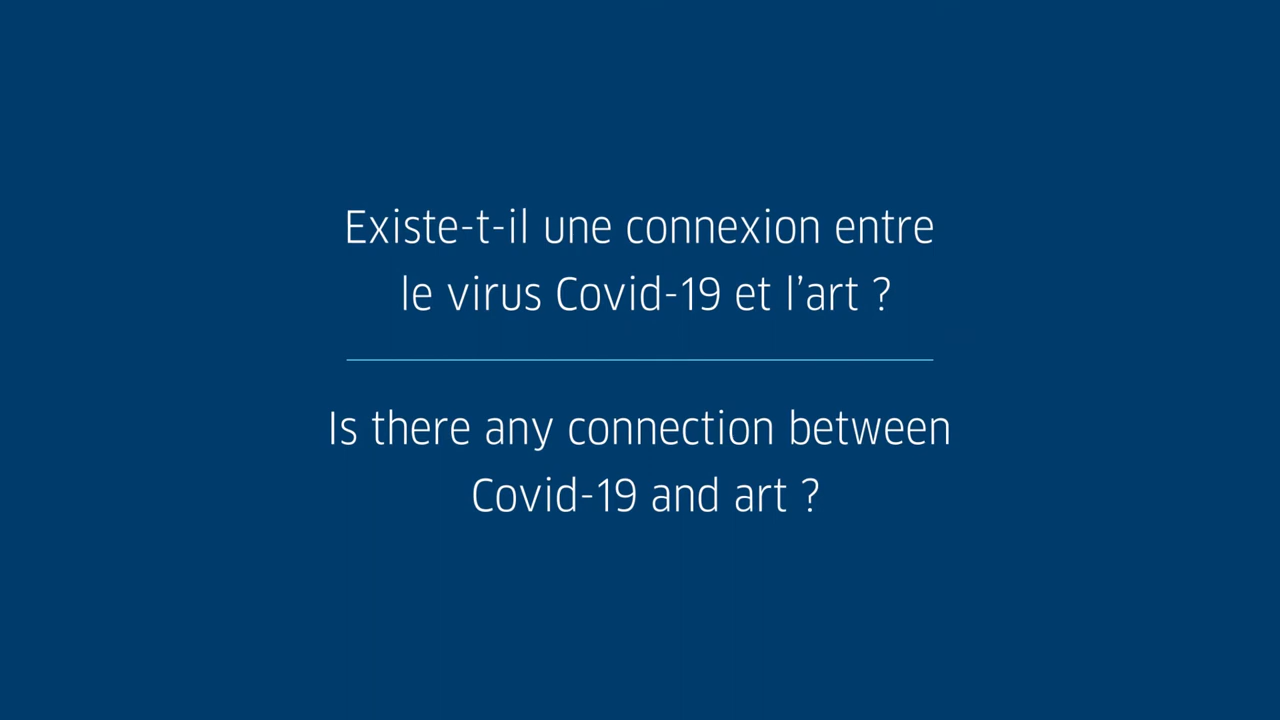 Existe-t-il une connexion entre
le virus Covid-19 et l’art ?
Is there any connection between
Covid-19 and art ?